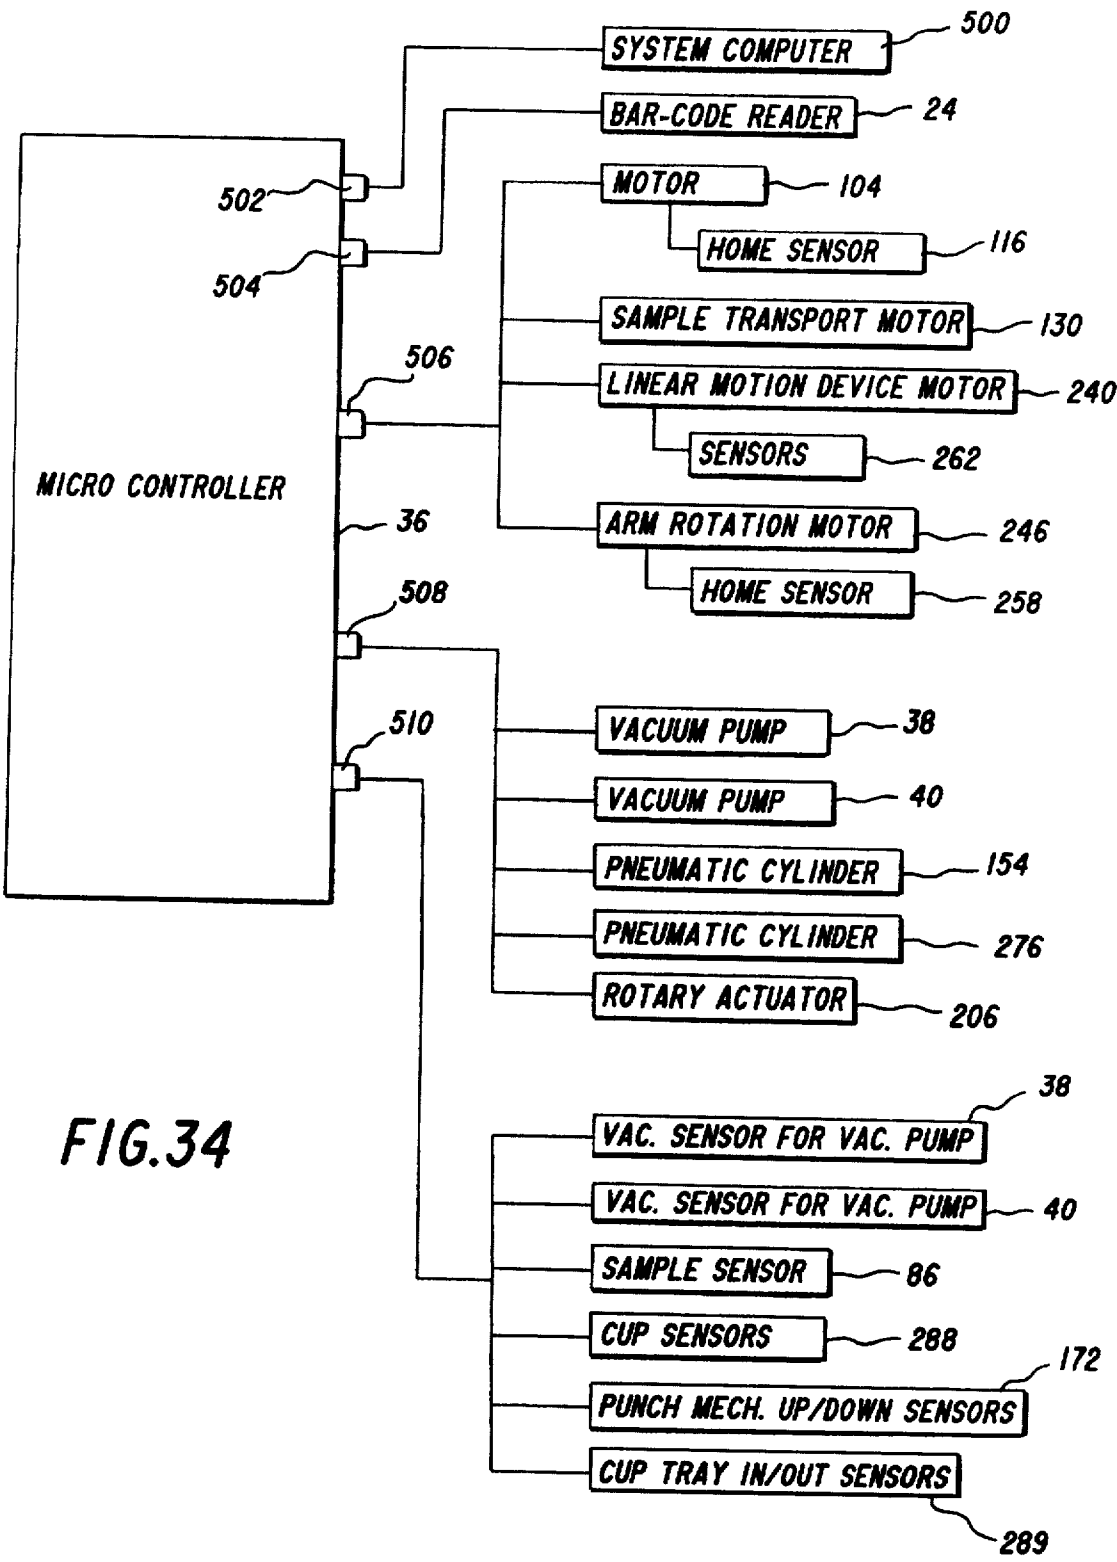 500
SYSTEM COMPUTER
BAR-CODE READER 24
502
MOTOR 104
504
HOME SENSOR 116
SAMPLE TRANSPORT MOTOR 130
506
LINEAR MOTION DEVICE MOTOR 240
SENSORS 262
MICRO CONTROLLER
36
ARM ROTATION MOTOR 246
508
HOME SENSOR 258
510
VACUUM PUMP 38
VACUUM PUMP 40
PNEUMATIC CYLINDER 154
PNEUMATIC CYLINDER 276
ROTARY ACTUATOR 206
38
FIG.34
VAC. SENSOR FOR VAC. PUMP
VAC. SENSOR FOR VAC. PUMP 40
SAMPLE SENSOR 86
CUP SENSORS 288
172
PUNCH MECH. UP/DOWN SENSORS
CUP TRAY IN/OUT SENSORS
289